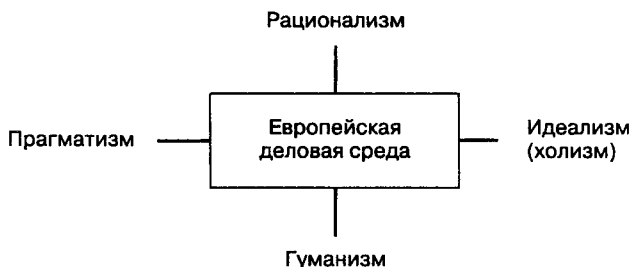 Рационализм
Прагматизм
Европейская
деловая среда
Идеализм
(холизм)
Гуманизм